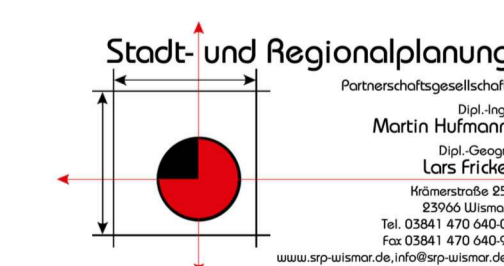 Stadt- und Regionalplanung
Partnerschaftsgesellschaft
Dipl.-Ing.
Martin Hufmann
Dipl.-Geogr.
Lars Fricke
Krämerstraße 25
23966 Wismar
Tel. 03841 470 640-0
Fax 03841 470 640-9
www.srp-wismar.de,info@srp-wismar.de